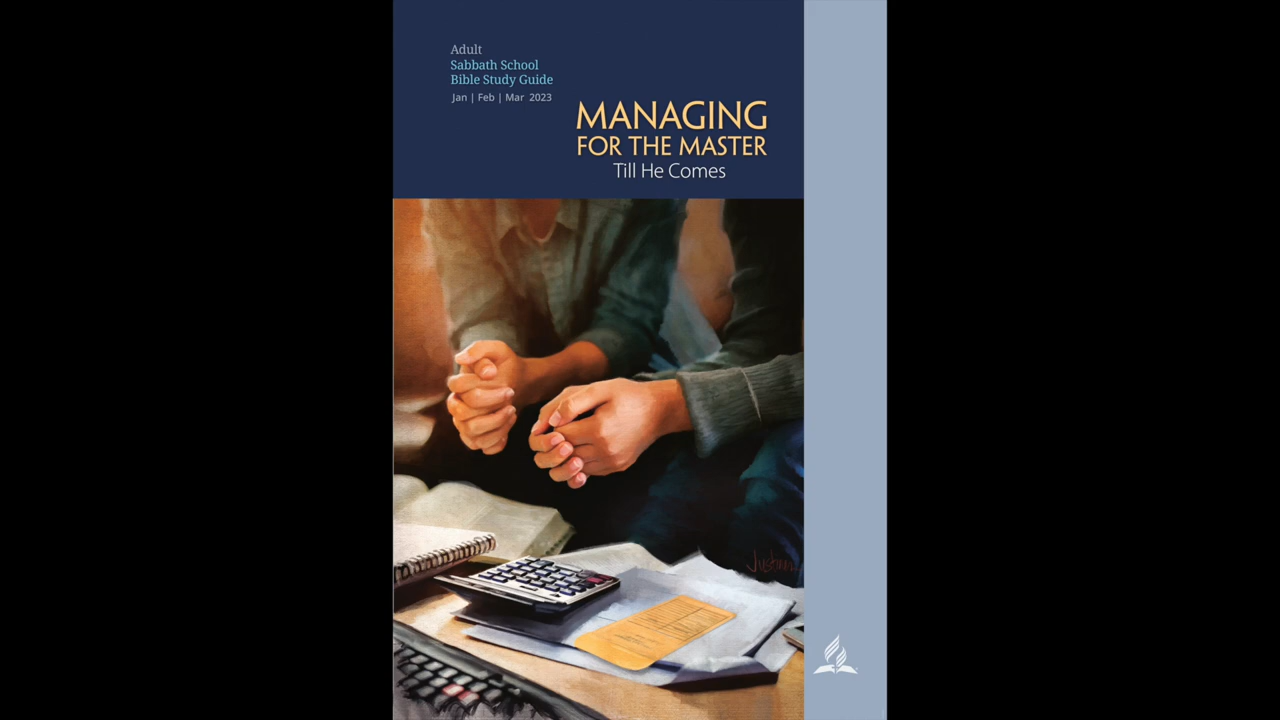 Adult
Sabbath School
Bible Study Guide
Jan | Feb | Mar 2023
MANAGING
FOR THE MASTER
Till He Comes